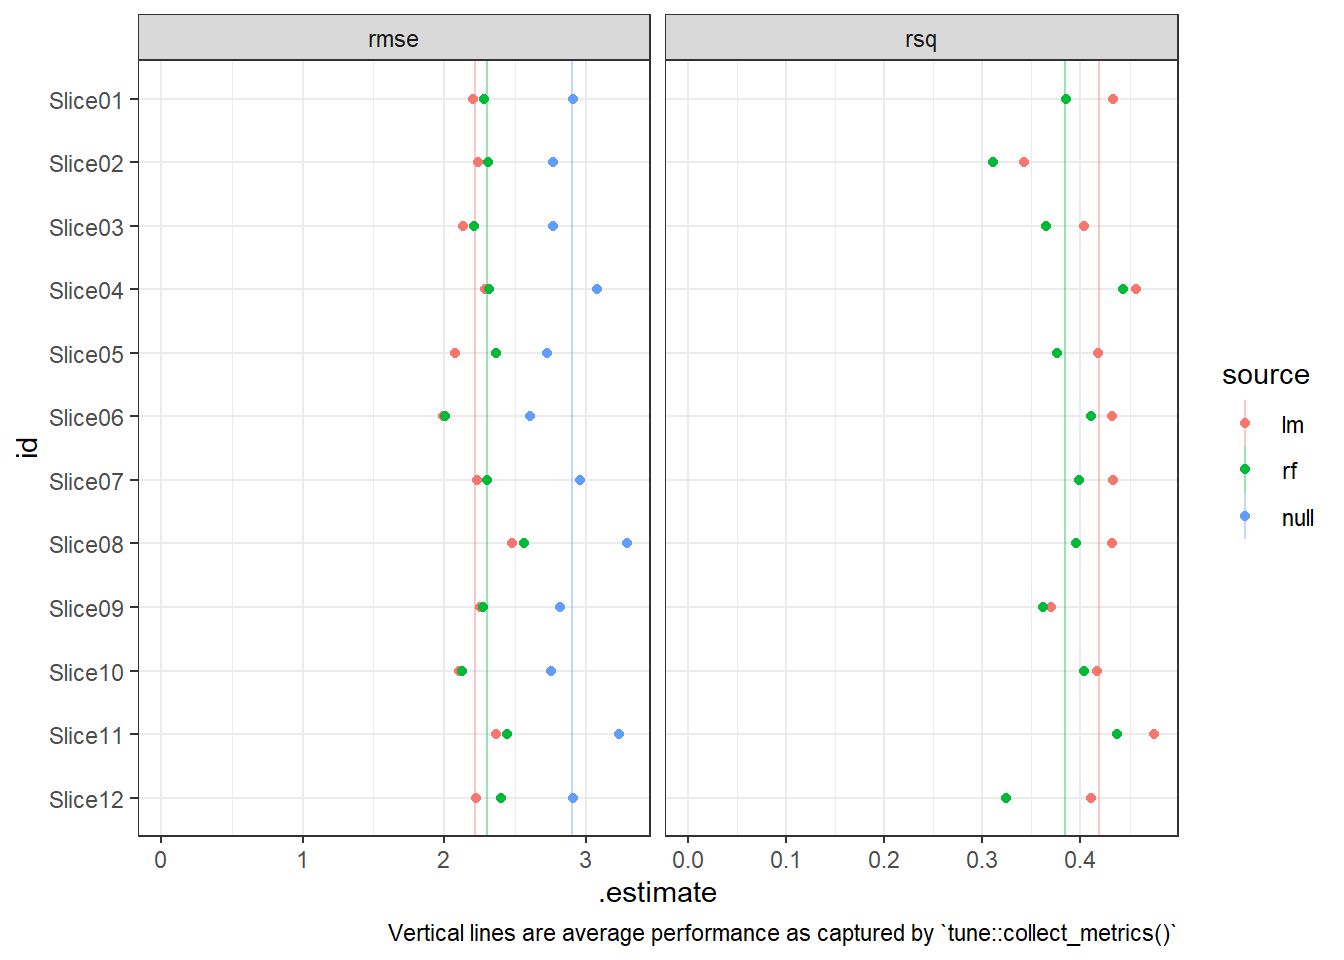 rmse
rsq
Slice01
Slice02
Slice03
Slice04
Slice05
Slice06
Slice07
Slice08
Slice09
Slice10
Slice11
Slice12
id
0 1 2 3
0.0 0.1 0.2 0.3 0.4
.estimate
source
lm
rf
null
Vertical lines are average performance as captured by `tune::collect_metrics()`